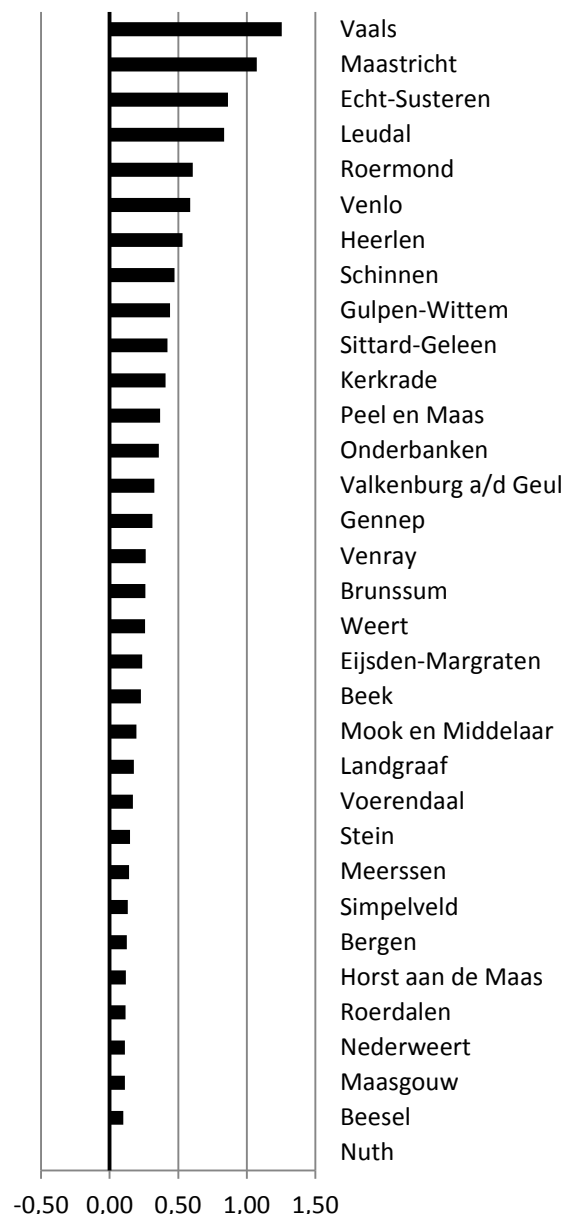 Vaals
Maastricht
Echt-Susteren
Leudal
Roermond
Venlo
Heerlen
Schinnen
Gulpen-Wittem
Sittard-Geleen
Kerkrade
Peel en Maas
Onderbanken
Valkenburg a/d Geul
Gennep
Venray
Brunssum
Weert
Eijsden-Margraten
Beek
Mook en Middelaar
Landgraaf
Voerendaal
Stein
Meerssen
Simpelveld
Bergen
Horst aan de Maas
Roerdalen
Nederweert
Maasgouw
Beesel
Nuth
-0,50 0,00 0,50 1,00 1,50